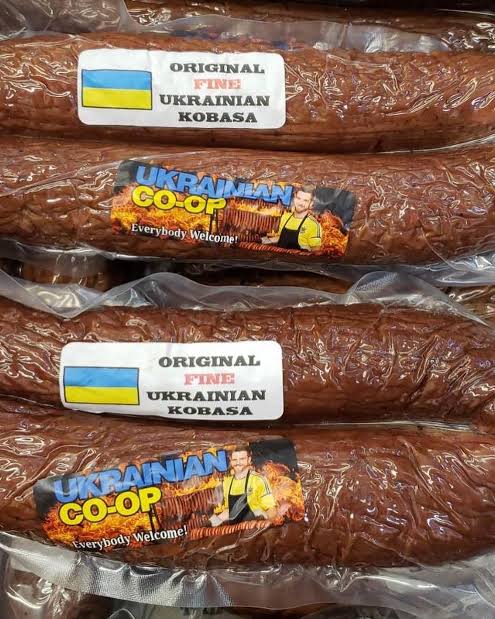 ORIGINAL
FINE
UKRAINIAN
KOBASA
UKRAINIAN
CO-OP
Everybody Welcome!
ORIGINAL
FINE
UKRAINIAN
KOBASA
UKRAINIAN
CO-OP
Everybody Welcome!